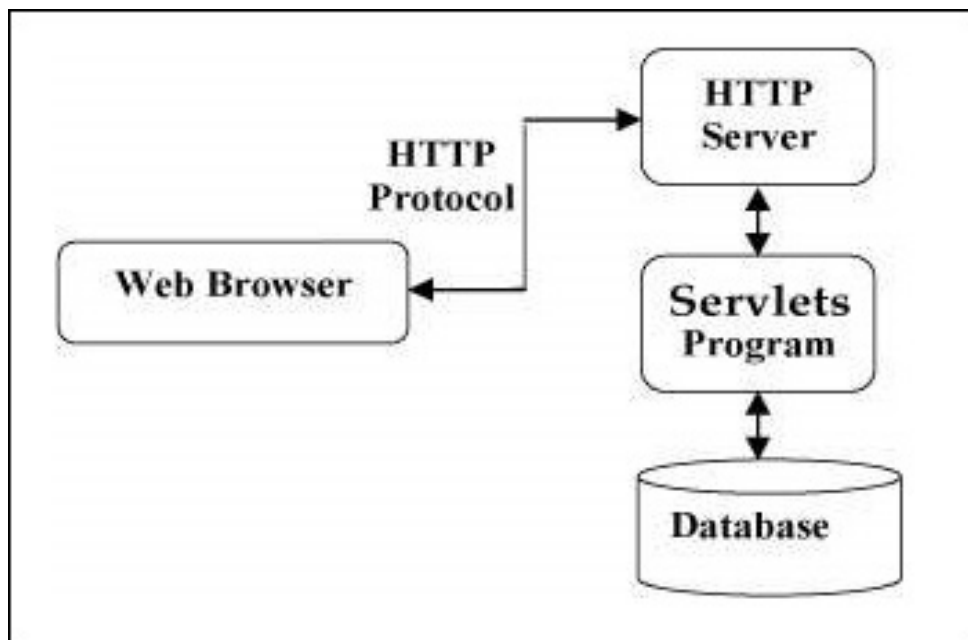 HTTP
Server
HTTP
Protocol
Web Browser
Servlets
Program
Database